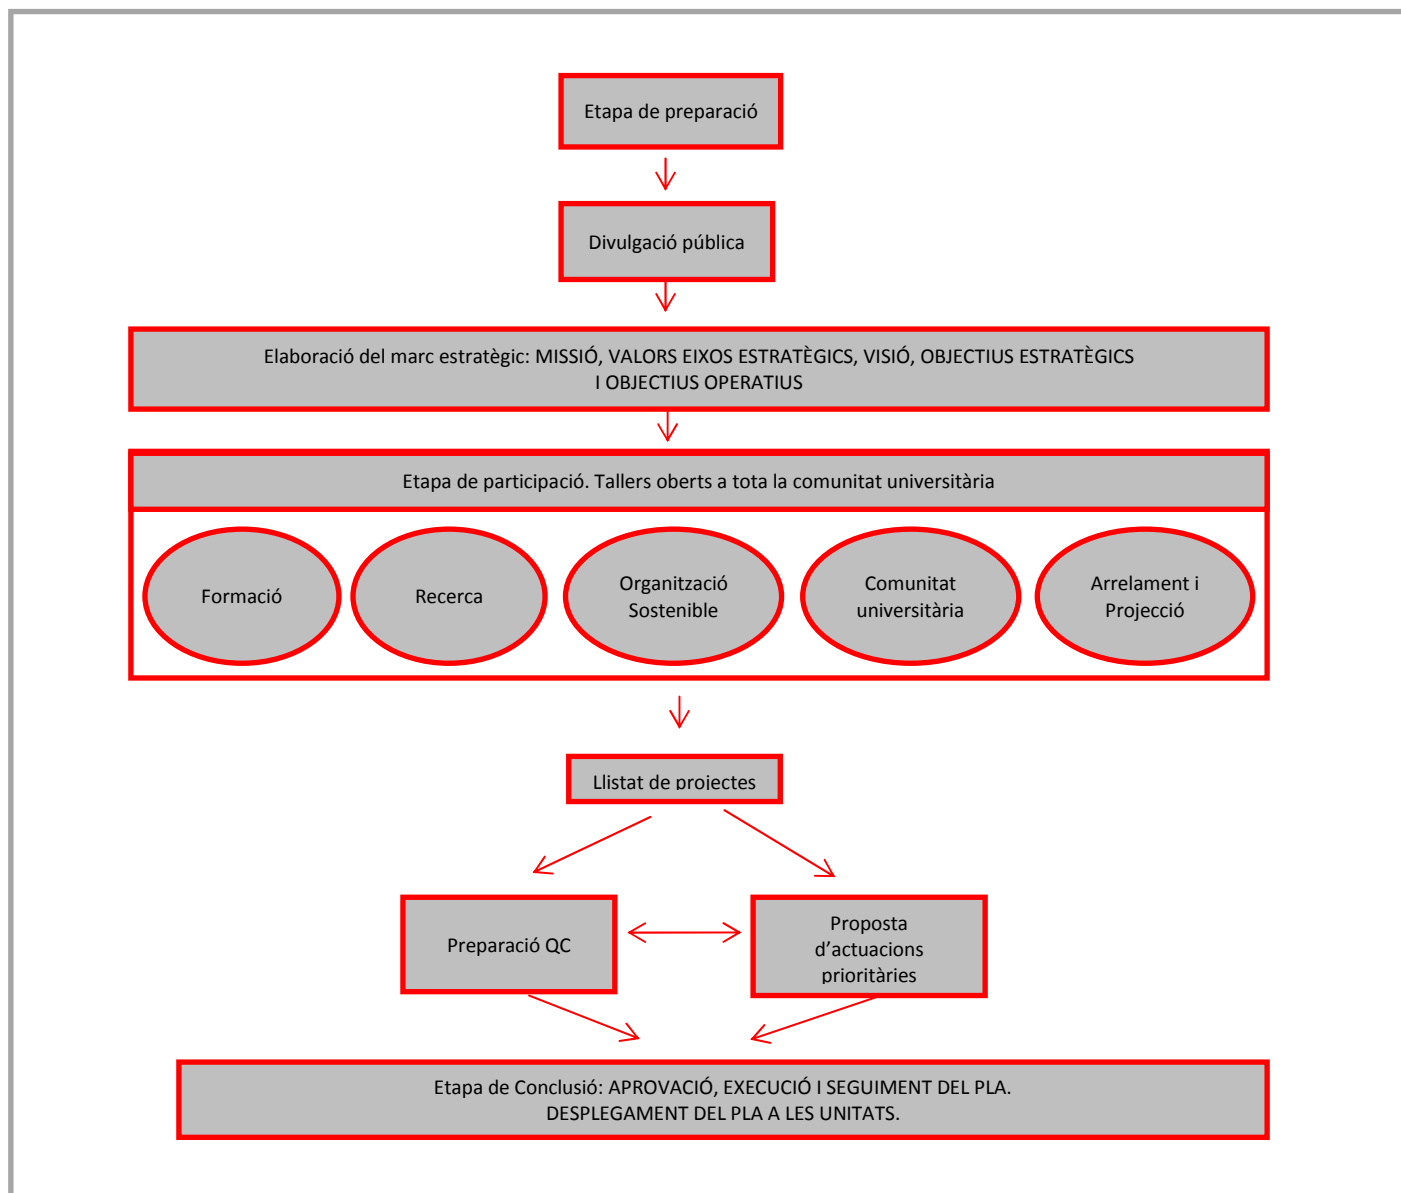 Etapa de preparació
Divulgació pública
Elaboració del marc estratègic: MISSIÓ, VALORS EIXOS ESTRATÈGICS, VISIÓ, OBJECTIUS ESTRATÈGICS
I OBJECTIUS OPERATIUS
Etapa de participació. Tallers oberts a tota la comunitat universitària
Formació
Recerca
Organització
Sostenible
Comunitat
universitària
Arrelament i
Projecció
Llistat de projectes
Preparació QC
Proposta
d’actuacions
prioritàries
Etapa de Conclusió: APROVACIÓ, EXECUCIÓ I SEGUIMENT DEL PLA.
DESPLEGAMENT DEL PLA A LES UNITATS.